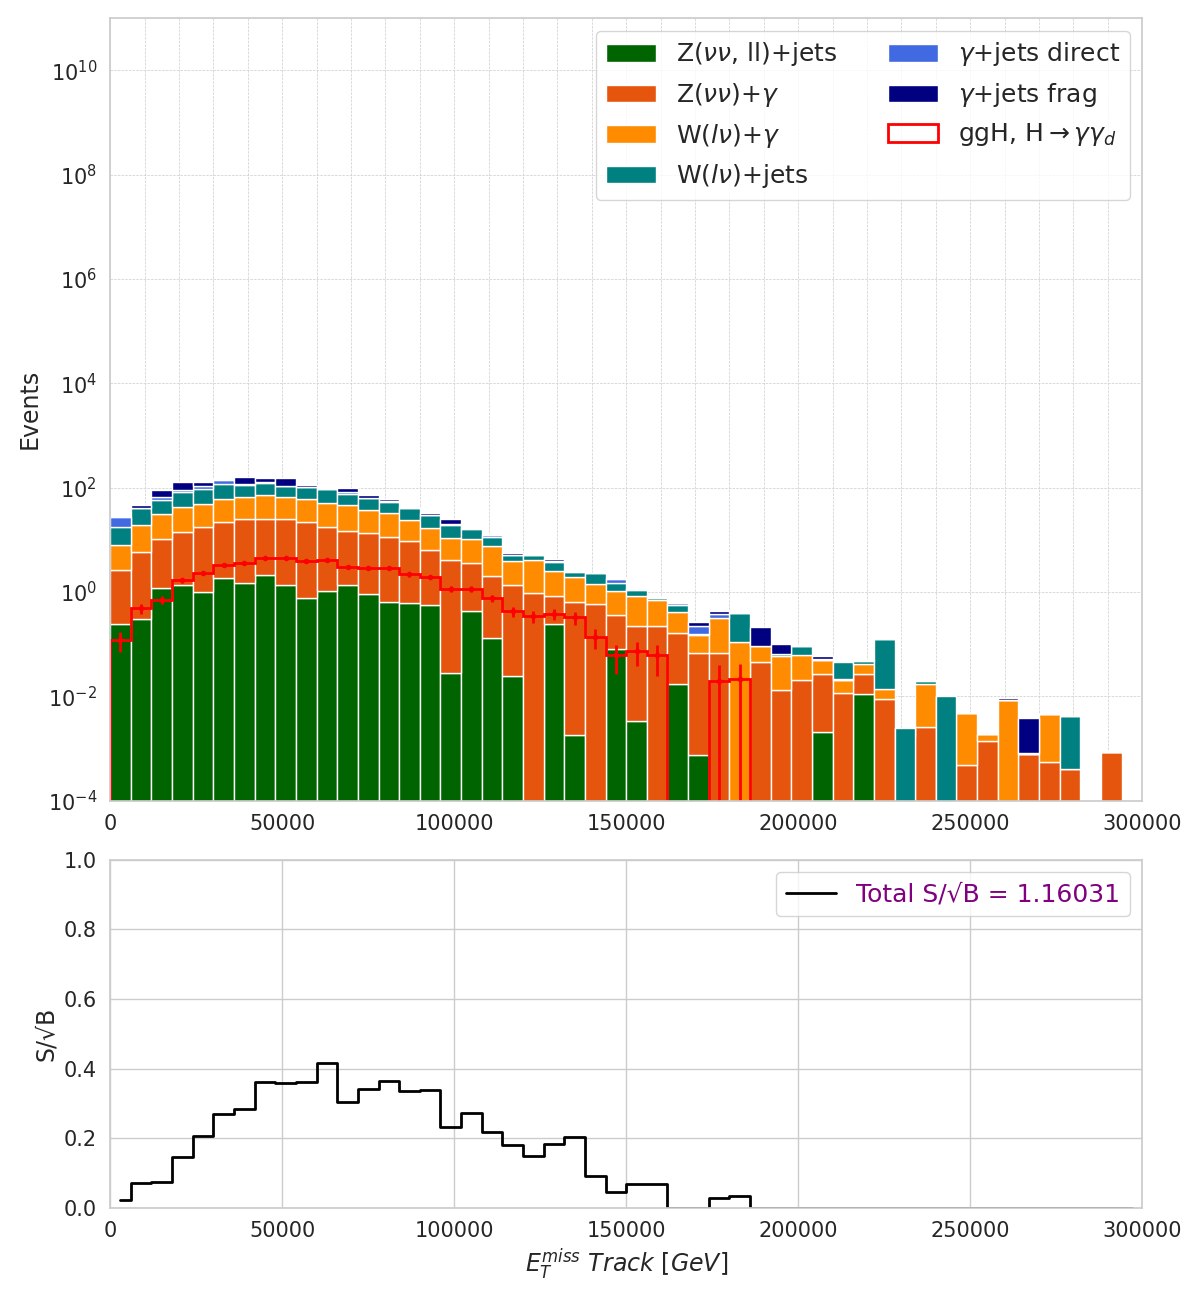 Z(νν, ll)+jets
Z(νν)+γ
W(lν)+γ
W(lν)+jets
γ+jets direct
γ+jets frag
ggH, H→γγ_d
Events
10^10
10^8
10^6
10^4
10^2
10^0
10^−2
10^−4
0 50000 100000 150000 200000 250000 300000
Total S/√B = 1.16031
S/√B
1.0
0.8
0.6
0.4
0.2
0.0
0 50000 100000 150000 200000 250000 300000
E_T^miss Track [GeV]